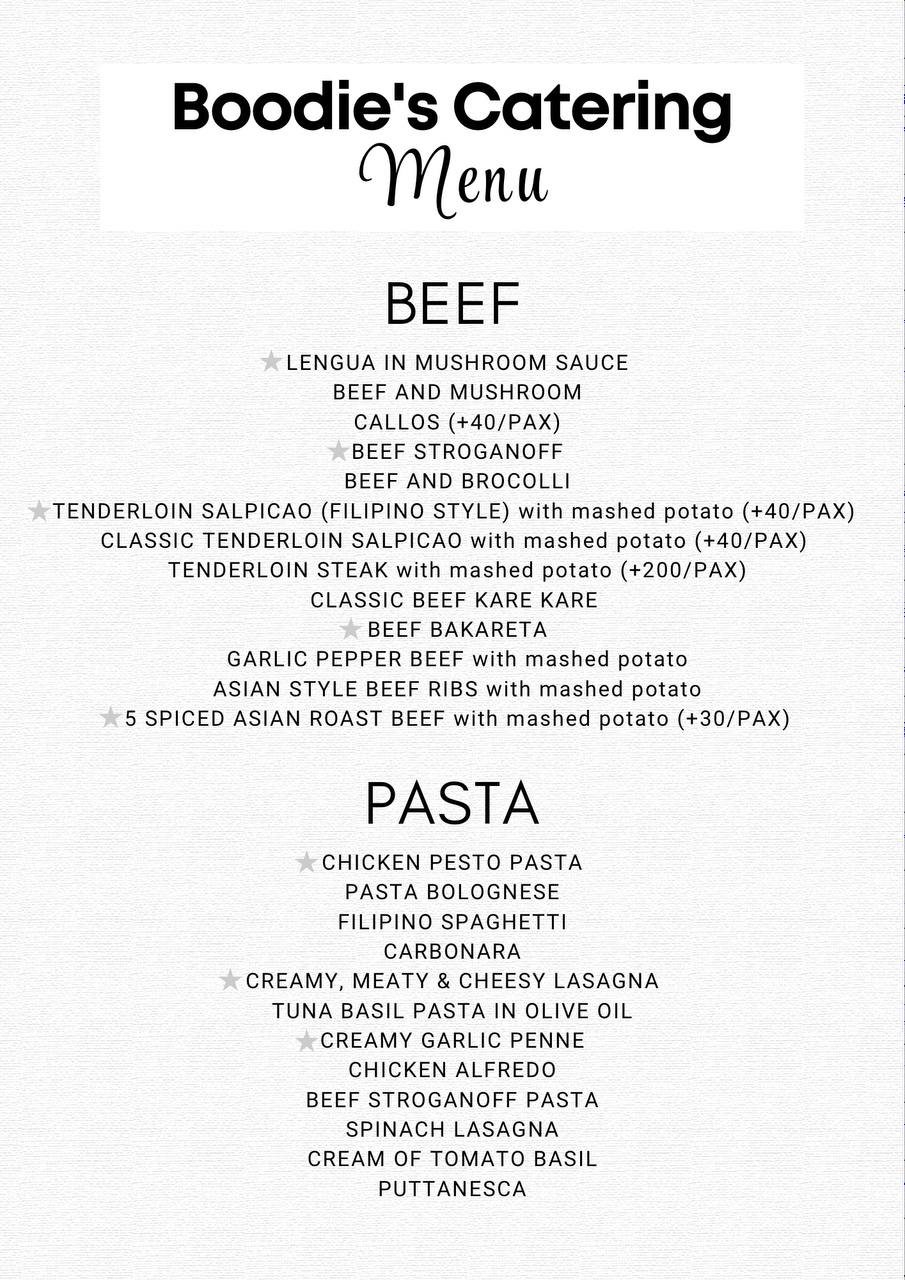 Boodie's Catering
Menu
BEEF
★LENGUA IN MUSHROOM SAUCE
BEEF AND MUSHROOM
CALLOS (+40/PAX)
★BEEF STROGANOFF
BEEF AND BROCOLLI
★TENDERLOIN SALPICAO (FILIPINO STYLE) with mashed potato (+40/PAX)
CLASSIC TENDERLOIN SALPICAO with mashed potato (+40/PAX)
TENDERLOIN STEAK with mashed potato (+200/PAX)
CLASSIC BEEF KARE KARE
★BEEF BAKARETA
GARLIC PEPPER BEEF with mashed potato
ASIAN STYLE BEEF RIBS with mashed potato
★5 SPICED ASIAN ROAST BEEF with mashed potato (+30/PAX)
PASTA
★CHICKEN PESTO PASTA
PASTA BOLOGNESE
FILIPINO SPAGHETTI
CARBONARA
★CREAMY, MEATY & CHEESY LASAGNA
TUNA BASIL PASTA IN OLIVE OIL
★CREAMY GARLIC PENNE
CHICKEN ALFREDO
BEEF STROGANOFF PASTA
SPINACH LASAGNA
CREAM OF TOMATO BASIL
PUTTANESCA